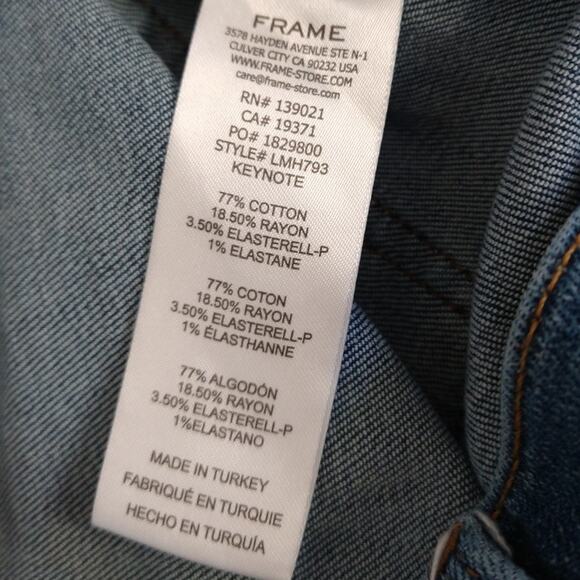 FRAME
3578 HAYDEN AVENUE STE N-1
CULVER CITY CA 90232 USA
WWW.FRAME-STORE.COM
care@frame-store.com
RN# 139021
CA# 19371
PO# 1829800
STYLE# LMH793
KEYNOTE
77% COTTON
18.50% RAYON
3.50% ELASTERELL-P
1% ELASTANE
77% COTON
18.50% RAYON
3.50% ELASTERELL-P
1% ÉLASTHANNE
77% ALGODÓN
18.50% RAYON
3.50% ELASTERELL-P
1%ELASTANO
MADE IN TURKEY
FABRIQUÉ EN TURQUIE
HECHO EN TURQUÍA